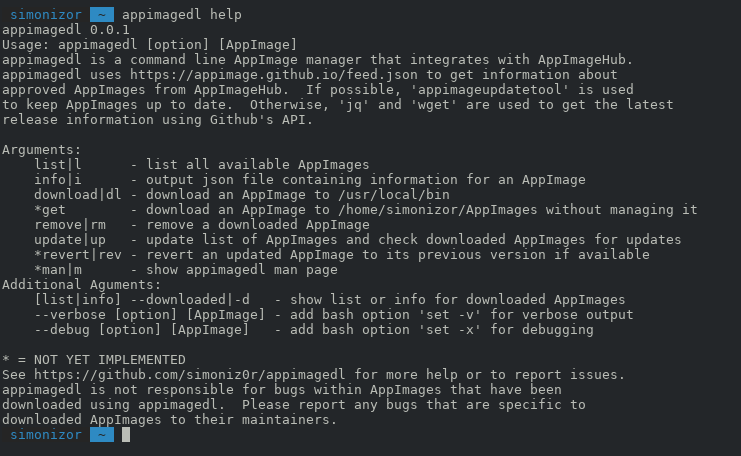 simonizor ~ appimagedl help
appimagedl 0.0.1
Usage: appimagedl [option] [AppImage]
appimagedl is a command line AppImage manager that integrates with AppImageHub.
appimagedl uses https://appimage.github.io/feed.json to get information about
approved AppImages from AppImageHub.  If possible, 'appimageupdatetool' is used
to keep AppImages up to date.  Otherwise, 'jq' and 'wget' are used to get the latest
release information using Github's API.

Arguments:
    list|l      - list all available AppImages
    info|i      - output json file containing information for an AppImage
    download|dl - download an AppImage to /usr/local/bin
    *get        - download an AppImage to /home/simonizor/AppImages without managing it
    remove|rm   - remove a downloaded AppImage
    update|up   - update list of AppImages and check downloaded AppImages for updates
    *revert|rev - revert an updated AppImage to its previous version if available
    *man|m      - show appimagedl man page
Additional Aguments:
    [list|info] --downloaded|-d   - show list or info for downloaded AppImages
    --verbose [option] [AppImage] - add bash option 'set -v' for verbose output
    --debug [option] [AppImage]   - add bash option 'set -x' for debugging

* = NOT YET IMPLEMENTED
See https://github.com/simoniz0r/appimagedl for more help or to report issues.
appimagedl is not responsible for bugs within AppImages that have been
downloaded using appimagedl.  Please report any bugs that are specific to
downloaded AppImages to their maintainers.
simonizor ~